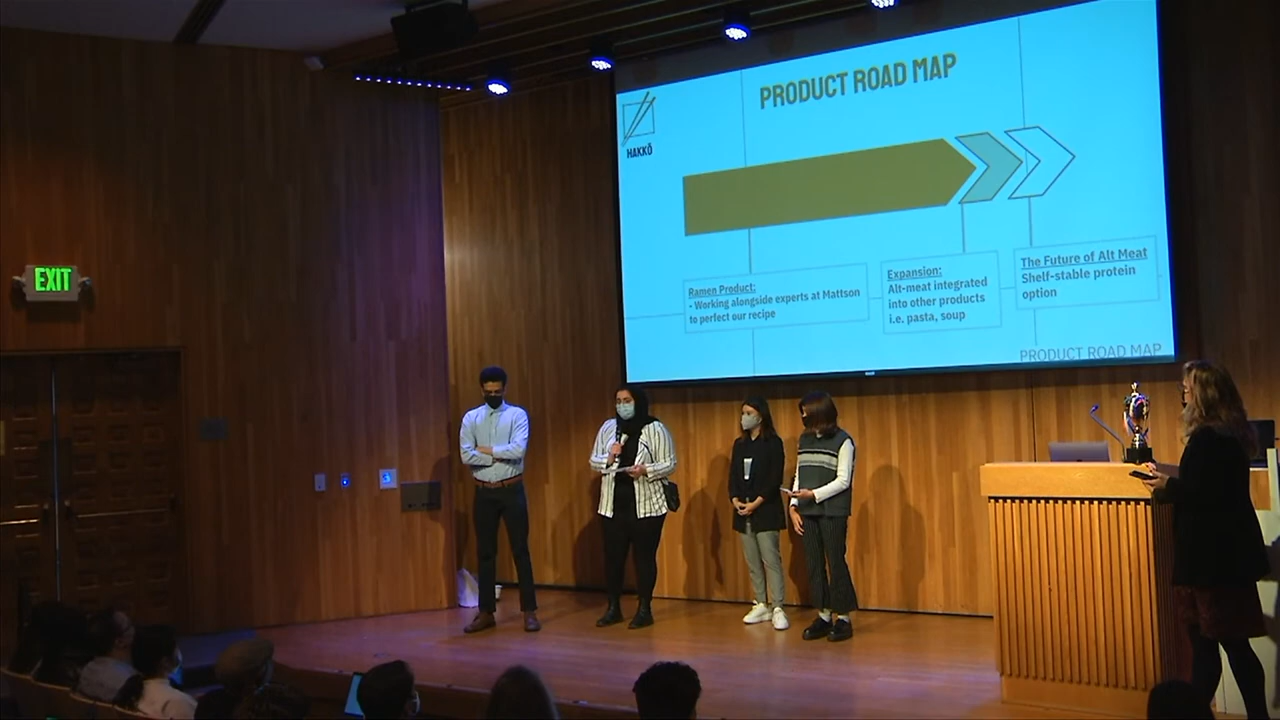 PRODUCT ROAD MAP
HAKKŌ
EXIT
Ramen Product:
- Working alongside experts at Mattson
to perfect our recipe
Expansion:
Alt-meat integrated
into other products
i.e. pasta, soup
The Future of Alt Meat
Shelf-stable protein
option
PRODUCT ROAD MAP